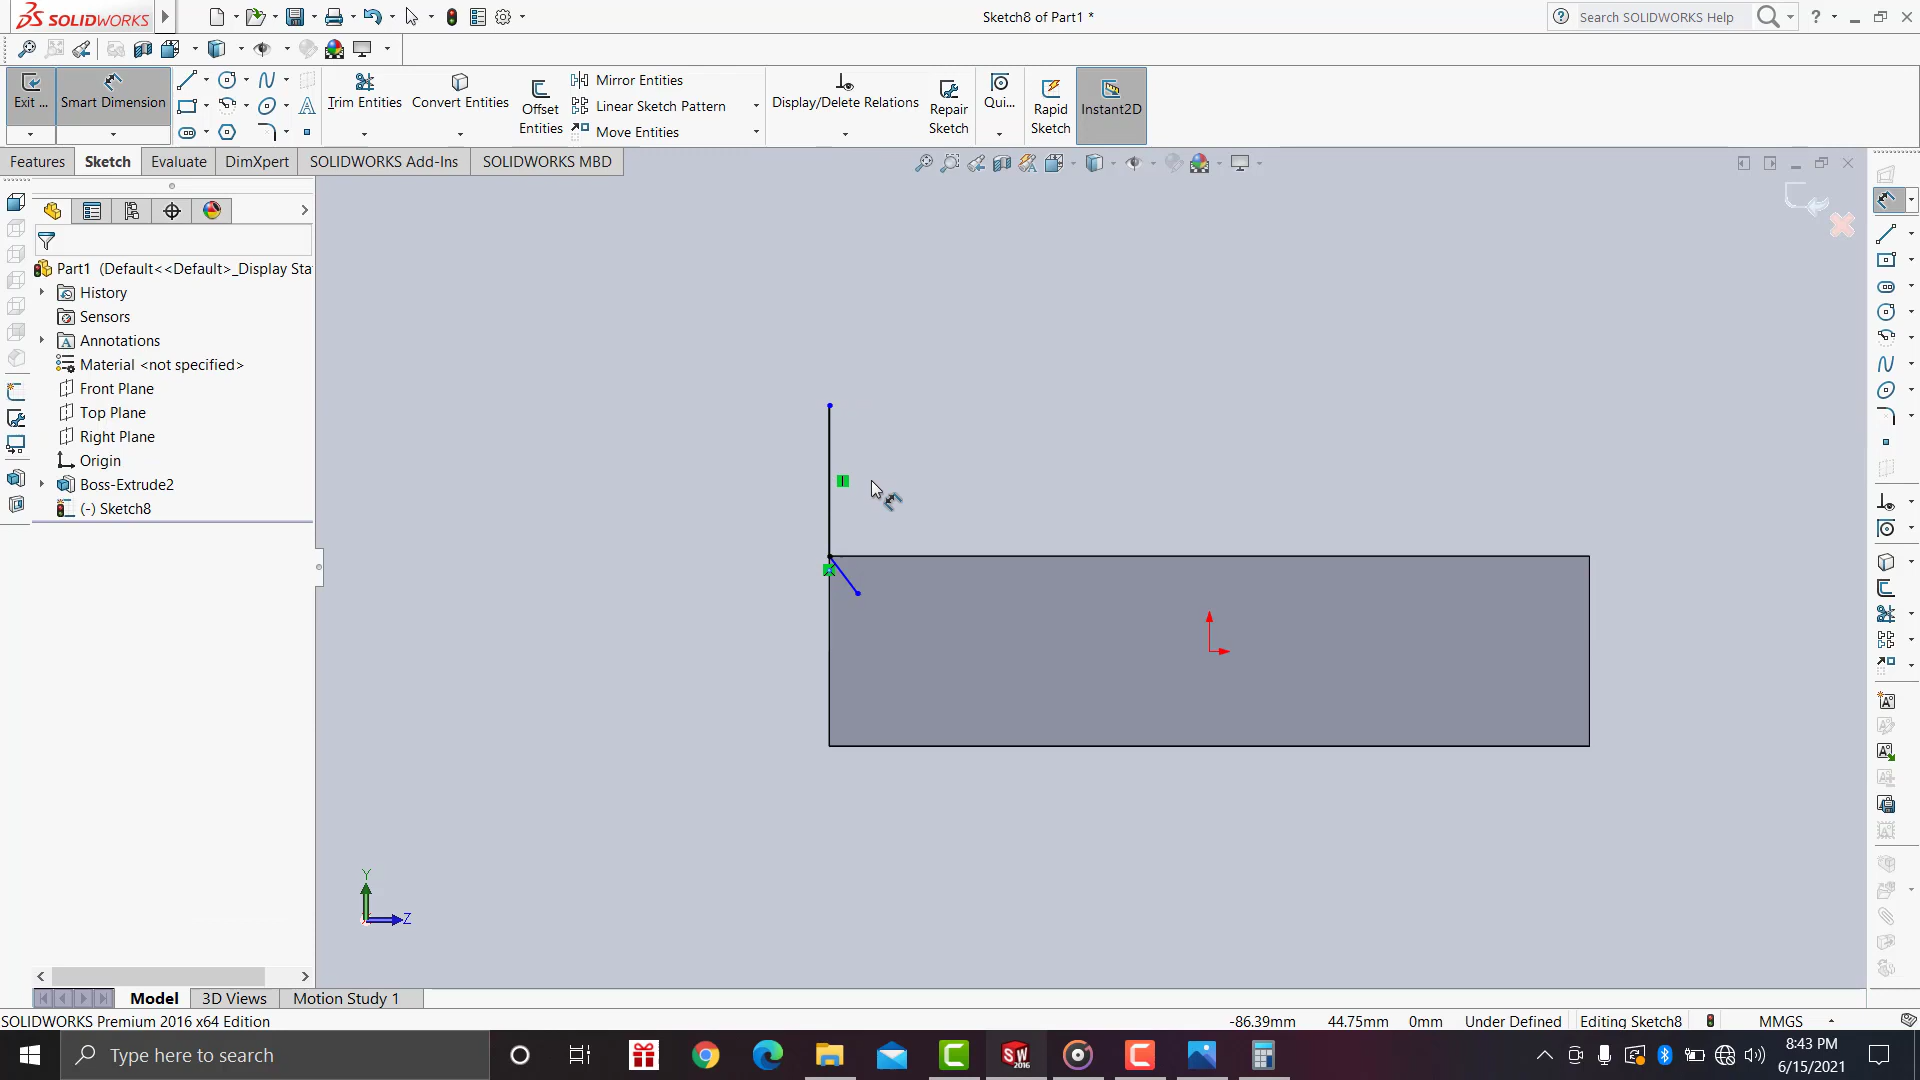 SOLIDWORKS
Sketch8 of Part1 *
Search SOLIDWORKS Help
Exit ...
Smart Dimension
Trim Entities
Convert Entities
Offset Entities
Mirror Entities
Linear Sketch Pattern
Move Entities
Display/Delete Relations
Repair Sketch
Qui...
Rapid Sketch
Instant2D
Features
Sketch
Evaluate
DimXpert
SOLIDWORKS Add-Ins
SOLIDWORKS MBD
Part1 (Default<<Default>_Display Sta
History
Sensors
Annotations
Material <not specified>
Front Plane
Top Plane
Right Plane
Origin
Boss-Extrude2
(-) Sketch8
Y
Z
Model
3D Views
Motion Study 1
SOLIDWORKS Premium 2016 x64 Edition
-86.39mm
44.75mm
0mm
Under Defined
Editing Sketch8
MMGS
Type here to search
SW
2016
8:43 PM
6/15/2021